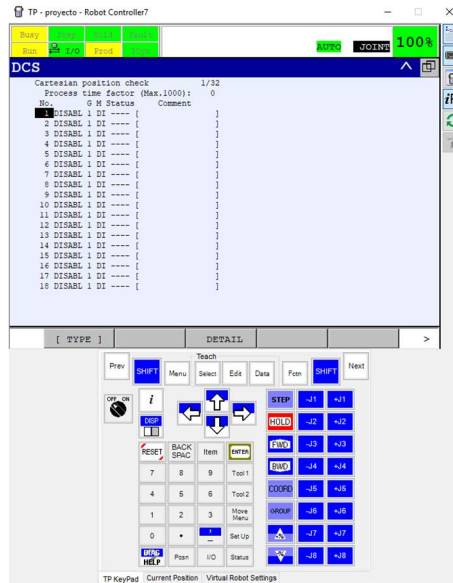 TP - proyecto - Robot Controller7
Busy Step Hold Fault
Run I/O Prod TCyc
AUTO JOINT 100%
DCS
Cartesian position check 1/32
Process time factor (Max.1000): 0
No. G M Status Comment
1 DISABL 1 DI ---- [ ]
2 DISABL 1 DI ---- [ ]
3 DISABL 1 DI ---- [ ]
4 DISABL 1 DI ---- [ ]
5 DISABL 1 DI ---- [ ]
6 DISABL 1 DI ---- [ ]
7 DISABL 1 DI ---- [ ]
8 DISABL 1 DI ---- [ ]
9 DISABL 1 DI ---- [ ]
10 DISABL 1 DI ---- [ ]
11 DISABL 1 DI ---- [ ]
12 DISABL 1 DI ---- [ ]
13 DISABL 1 DI ---- [ ]
14 DISABL 1 DI ---- [ ]
15 DISABL 1 DI ---- [ ]
16 DISABL 1 DI ---- [ ]
17 DISABL 1 DI ---- [ ]
18 DISABL 1 DI ---- [ ]
[ TYPE ] DETAIL >
Teach
Prev SHIFT Menu Select Edit Data Fctn SHIFT Next
OFF ON i STEP -J1 +J1
DISP HOLD -J2 +J2
RESET BACK SPAC Item ENTER FWD -J3 +J3
7 8 9 Tool 1 BWD -J4 +J4
4 5 6 Tool 2 COORD -J5 +J5
1 2 3 Move Menu GROUP -J6 +J6
0 . - Set Up -J7 +J7
DIAG HELP Posn I/O Status -J8 +J8
TP KeyPad Current Position Virtual Robot Settings